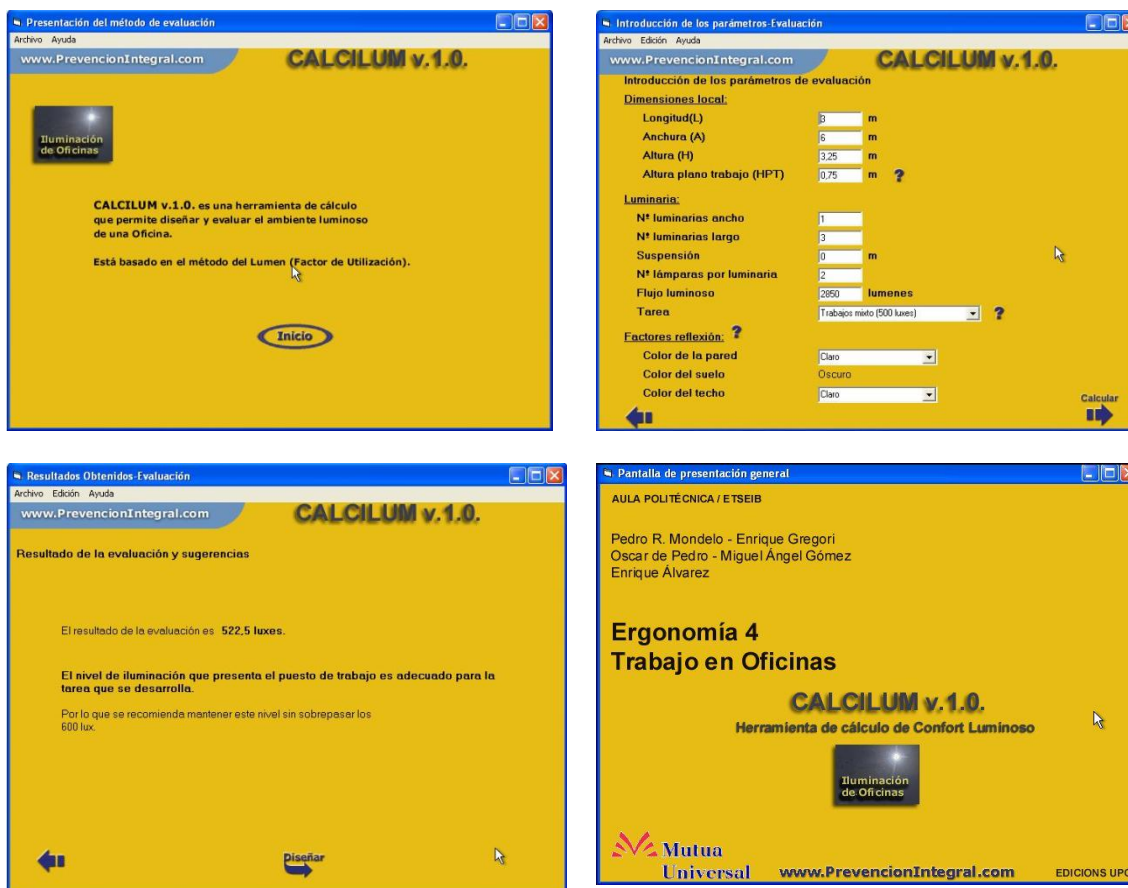 Presentación del método de evaluación
Archivo Ayuda
www.PrevencionIntegral.com
CALCILUM v.1.0.
Iluminación
de Oficinas
CALCILUM v.1.0. es una herramienta de cálculo
que permite diseñar y evaluar el ambiente luminoso
de una Oficina.
Está basado en el método del Lumen (Factor de Utilización).
Inicio
Introducción de los parámetros-Evaluación
Archivo Edición Ayuda
www.PrevencionIntegral.com
CALCILUM v.1.0.
Introducción de los parámetros de evaluación
Dimensiones local:
Longitud(L) 3 m
Anchura (A) 6 m
Altura (H) 3,25 m
Altura plano trabajo (HPT) 0,75 m ?
Luminaria:
Nº luminarias ancho 1
Nº luminarias largo 3
Suspensión 0 m
Nº lámparas por luminaria 2
Flujo luminoso 2850 lumenes
Tarea Trabajos mixto (500 luxes) ?
Factores reflexión: ?
Color de la pared Claro
Color del suelo Oscuro
Color del techo Claro
Calcular
Resultados Obtenidos-Evaluación
Archivo Edición Ayuda
www.PrevencionIntegral.com
CALCILUM v.1.0.
Resultado de la evaluación y sugerencias
El resultado de la evaluación es 522,5 luxes.
El nivel de iluminación que presenta el puesto de trabajo es adecuado para la
tarea que se desarrolla.
Por lo que se recomienda mantener este nivel sin sobrepasar los
600 lux.
Diseñar
Pantalla de presentación general
AULA POLITÉCNICA / ETSEIB
Pedro R. Mondelo - Enrique Gregori
Oscar de Pedro - Miguel Ángel Gómez
Enrique Álvarez
Ergonomía 4
Trabajo en Oficinas
CALCILUM v.1.0.
Herramienta de cálculo de Confort Luminoso
Iluminación
de Oficinas
Mutua
Universal
www.PrevencionIntegral.com
EDICIONS UPC